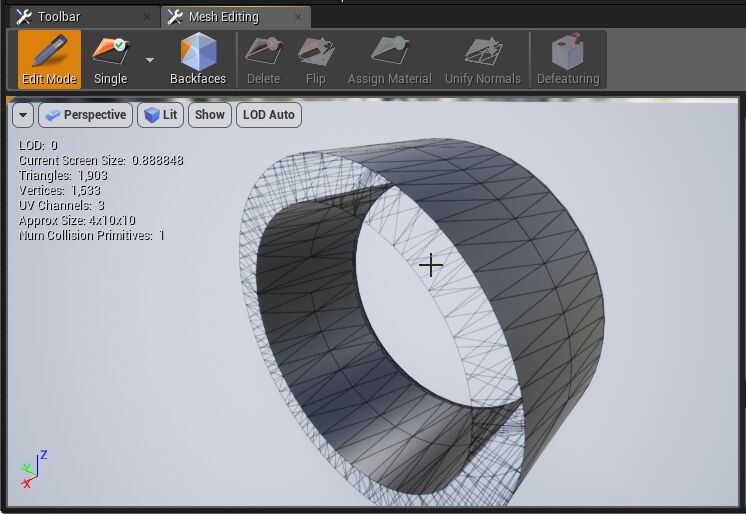 Toolbar
Mesh Editing
Edit Mode
Single
Backfaces
Delete
Flip
Assign Material
Unify Normals
Defeaturing
Perspective
Lit
Show
LOD Auto
LOD: 0
Current Screen Size: 0.888848
Triangles: 1,903
Vertices: 1,533
UV Channels: 3
Approx Size: 4x10x10
Num Collision Primitives: 1
Z
Y
X